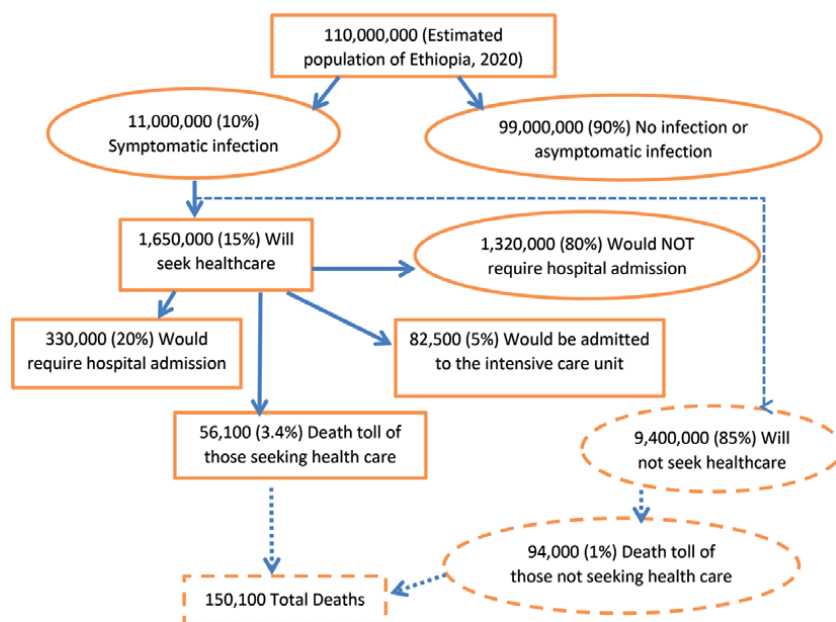 110,000,000 (Estimated
population of Ethiopia, 2020)
11,000,000 (10%)
Symptomatic
infection
99,000,000 (90%) No infection or
asymptomatic infection
1,650,000 (15%) Will
seek healthcare
1,320,000 (80%) Would NOT
require hospital admission
330,000 (20%) Would
require hospital admission
82,500 (5%) Would be admitted
to the intensive care unit
56,100 (3.4%) Death toll of
those seeking health care
9,400,000 (85%) Will
not seek healthcare
94,000 (1%) Death toll of
those not seeking health care
150,100 Total Deaths